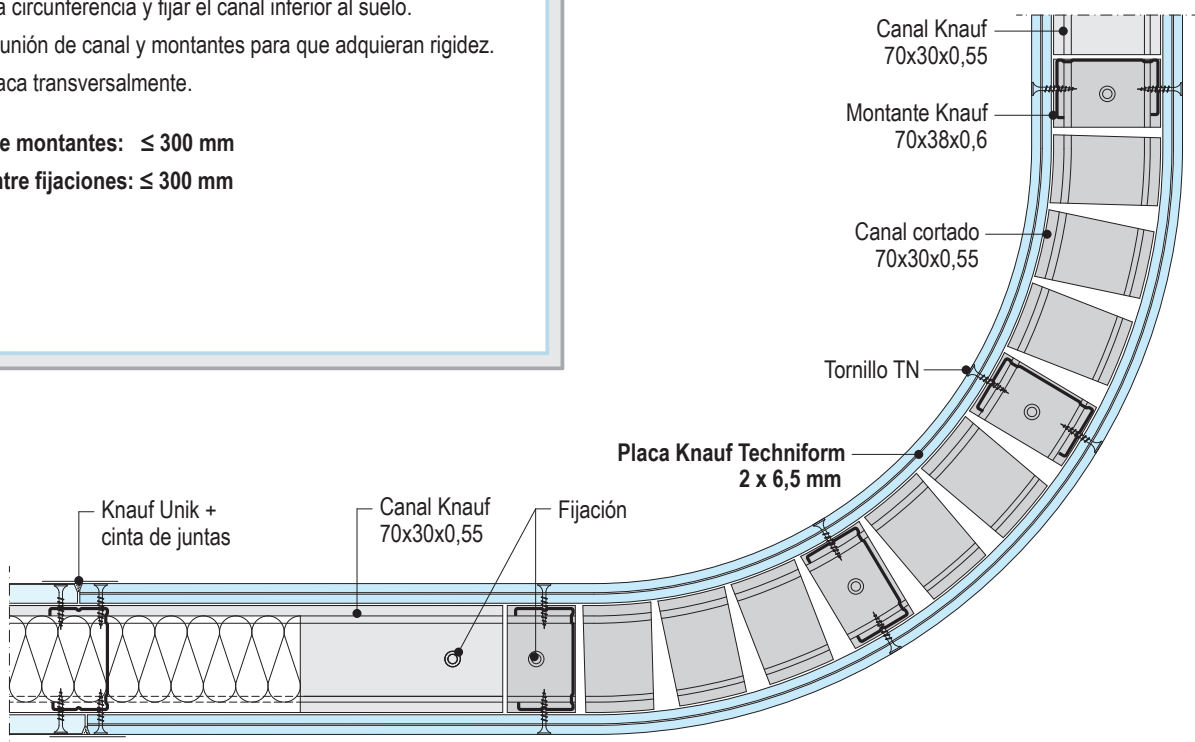 a circunferencia y fijar el canal inferior al suelo.
unión de canal y montantes para que adquieran rigidez.
aca transversalmente.
e montantes: ≤ 300 mm
ntre fijaciones: ≤ 300 mm
Canal Knauf
70x30x0,55
Montante Knauf
70x38x0,6
Canal cortado
70x30x0,55
Tornillo TN
Placa Knauf Techniform
2 x 6,5 mm
Knauf Unik +
cinta de juntas
Canal Knauf
70x30x0,55
Fijación